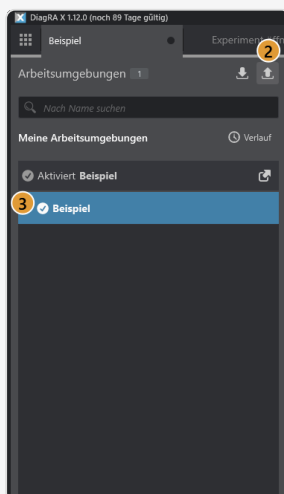 DiagRA X 1.12.0 (noch 89 Tage gültig)
Beispiel
Experiment öffn
2
Arbeitsumgebungen 1
Nach Name suchen
Meine Arbeitsumgebungen Verlauf
Aktiviert Beispiel
3 Beispiel